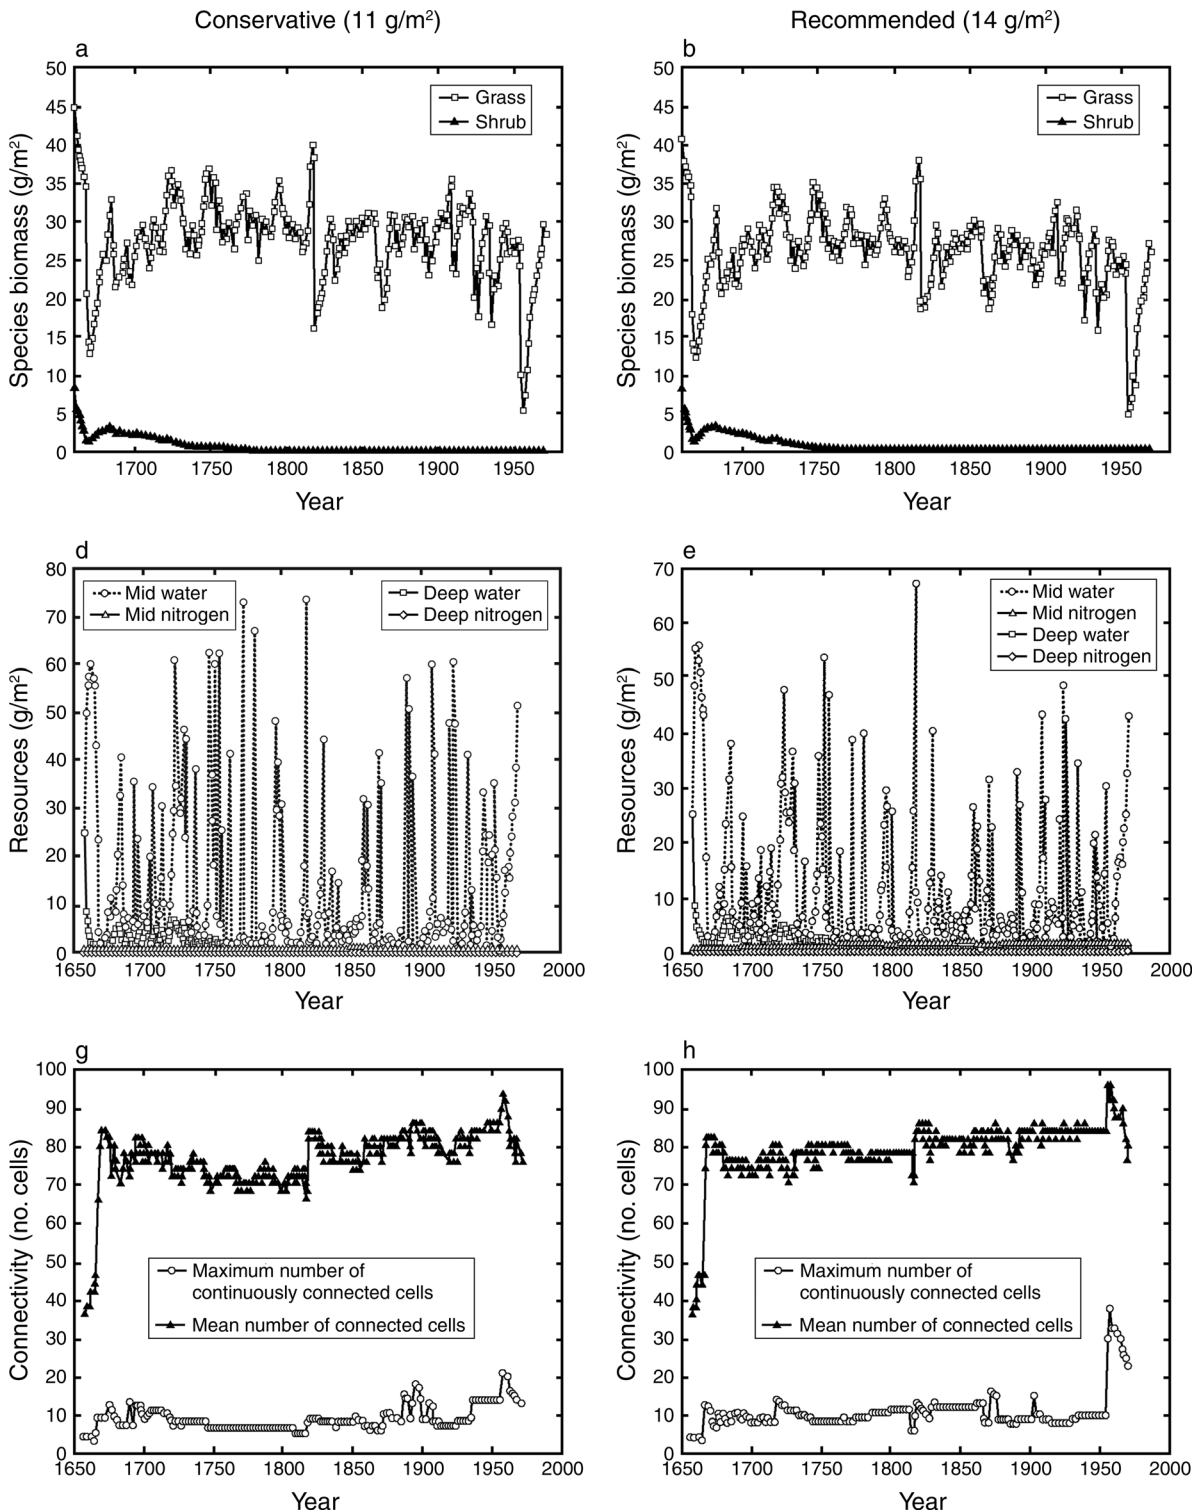 Conservative (11 g/m²) Recommended (14 g/m²)
a
50
45
40
35
30
25
20
15
10
5
0
Species biomass (g/m²)
Grass
Shrub
1700 1750 1800 1850 1900 1950
Year
b
50
45
40
35
30
25
20
15
10
5
0
Species biomass (g/m²)
Grass
Shrub
1700 1750 1800 1850 1900 1950
Year
d
80
70
60
50
40
30
20
10
0
Resources (g/m²)
Mid water
Mid nitrogen
Deep water
Deep nitrogen
1650 1700 1750 1800 1850 1900 1950 2000
Year
e
70
60
50
40
30
20
10
0
Resources (g/m²)
Mid water
Mid nitrogen
Deep water
Deep nitrogen
1650 1700 1750 1800 1850 1900 1950 2000
Year
g
100
90
80
70
60
50
40
30
20
10
0
Connectivity (no. cells)
Maximum number of
continuously connected cells
Mean number of connected cells
1650 1700 1750 1800 1850 1900 1950 2000
Year
h
100
90
80
70
60
50
40
30
20
10
0
Connectivity (no. cells)
Maximum number of
continuously connected cells
Mean number of connected cells
1650 1700 1750 1800 1850 1900 1950 2000
Year